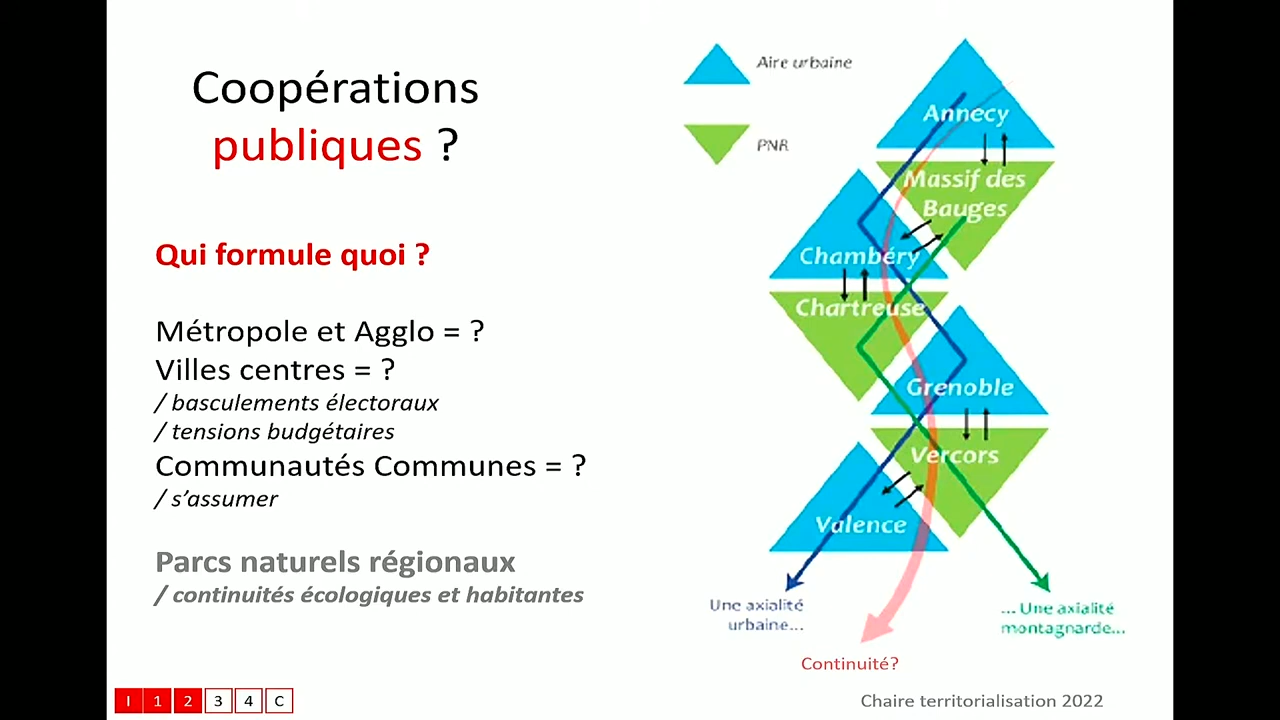 Coopérations
publiques ?
Qui formule quoi ?
Métropole et Agglo = ?
Villes centres = ?
/ basculements électoraux
/ tensions budgétaires
Communautés Communes = ?
/ s’assumer
Parcs naturels régionaux
/ continuités écologiques et habitantes
Aire urbaine
PNR
Annecy
Massif des
Bauges
Chambéry
Chartreuse
Grenoble
Vercors
Valence
Une axialité
urbaine...
... Une axialité
montagnarde...
Continuité?
I 1 2 3 4 C
Chaire territorialisation 2022